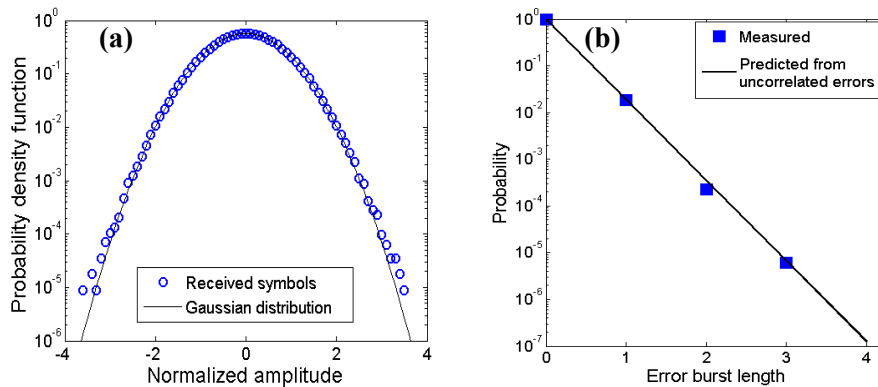 (a)
Probability density function
10^0
10^-1
10^-2
10^-3
10^-4
10^-5
10^-6
-4
-2
0
2
4
Normalized amplitude
Received symbols
Gaussian distribution
(b)
Probability
10^0
10^-1
10^-2
10^-3
10^-4
10^-5
10^-6
10^-7
0
1
2
3
4
Error burst length
Measured
Predicted from
uncorrelated errors